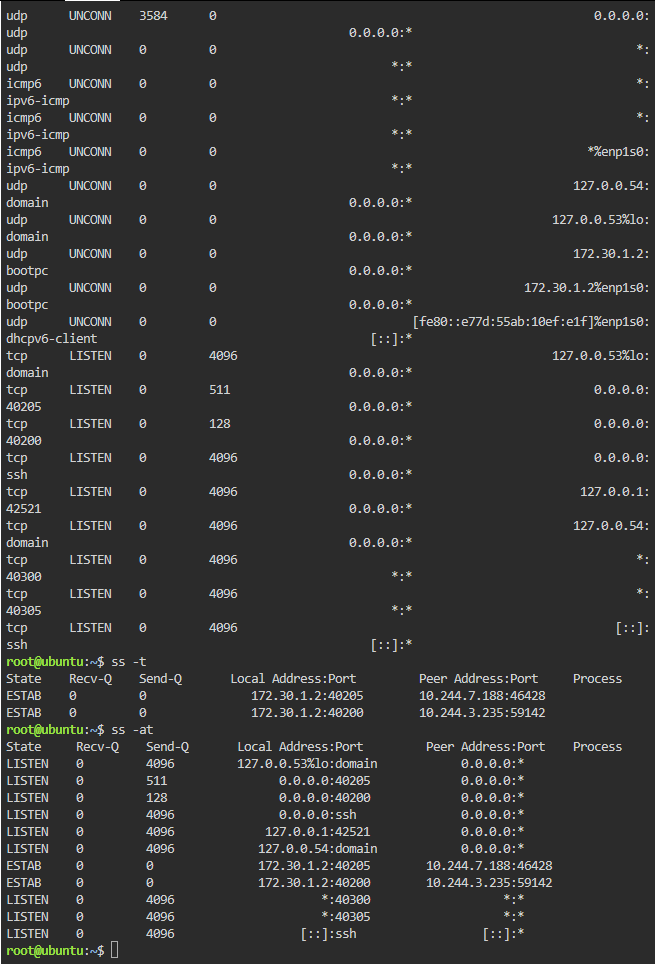 udp UNCONN 3584 0 0.0.0.0:
udp 0.0.0.0:*
udp UNCONN 0 0 *:
udp *:*
icmp6 UNCONN 0 0 *:
ipv6-icmp *:*
icmp6 UNCONN 0 0 *:
ipv6-icmp *:*
icmp6 UNCONN 0 0 *%enp1s0:
ipv6-icmp *:*
udp UNCONN 0 0 127.0.0.54:
domain 0.0.0.0:*
udp UNCONN 0 0 127.0.0.53%lo:
domain 0.0.0.0:*
udp UNCONN 0 0 172.30.1.2:
bootpc 0.0.0.0:*
udp UNCONN 0 0 172.30.1.2%enp1s0:
bootpc 0.0.0.0:*
udp UNCONN 0 0 [fe80::e77d:55ab:10ef:e1f]%enp1s0:
dhcpv6-client [::]:*
tcp LISTEN 0 4096 127.0.0.53%lo:
domain 0.0.0.0:*
tcp LISTEN 0 511 0.0.0.0:
40205 0.0.0.0:*
tcp LISTEN 0 128 0.0.0.0:
40200 0.0.0.0:*
tcp LISTEN 0 4096 0.0.0.0:
ssh 0.0.0.0:*
tcp LISTEN 0 4096 127.0.0.1:
42521 0.0.0.0:*
tcp LISTEN 0 4096 127.0.0.54:
domain 0.0.0.0:*
tcp LISTEN 0 4096 *:
40300 *:*
tcp LISTEN 0 4096 *:
40305 *:*
tcp LISTEN 0 4096 [::]:
ssh [::]:*
root@ubuntu:~$ ss -t
State Recv-Q Send-Q Local Address:Port Peer Address:Port Process
ESTAB 0 0 172.30.1.2:40205 10.244.7.188:46428
ESTAB 0 0 172.30.1.2:40200 10.244.3.235:59142
root@ubuntu:~$ ss -at
State Recv-Q Send-Q Local Address:Port Peer Address:Port Process
LISTEN 0 4096 127.0.0.53%lo:domain 0.0.0.0:*
LISTEN 0 511 0.0.0.0:40205 0.0.0.0:*
LISTEN 0 128 0.0.0.0:40200 0.0.0.0:*
LISTEN 0 4096 0.0.0.0:ssh 0.0.0.0:*
LISTEN 0 4096 127.0.0.1:42521 0.0.0.0:*
LISTEN 0 4096 127.0.0.54:domain 0.0.0.0:*
ESTAB 0 0 172.30.1.2:40205 10.244.7.188:46428
ESTAB 0 0 172.30.1.2:40200 10.244.3.235:59142
LISTEN 0 4096 *:40300 *:*
LISTEN 0 4096 *:40305 *:*
LISTEN 0 4096 [::]:ssh [::]:*
root@ubuntu:~$